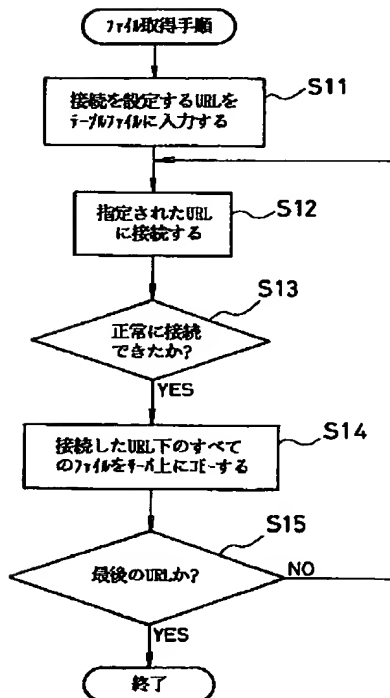 ファイル取得手順
接続を設定するURLを
テーブルファイルに入力する
S11
指定されたURL
に接続する
S12
正常に接続
できたか?
S13
YES
接続したURL下のすべて
のファイルをサーバ上にコピーする
S14
最後のURLか?
S15
NO
YES
終了